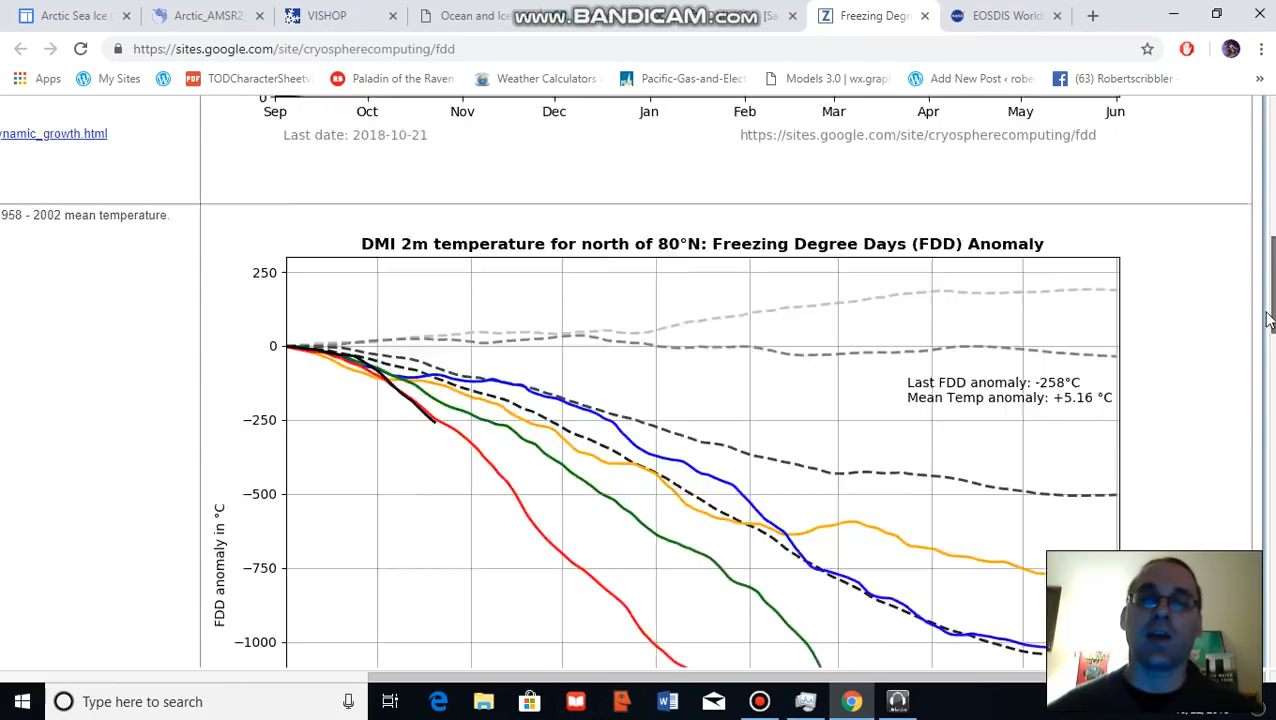 Arctic Sea Ice
Arctic_AMSR2_
VISHOP
Ocean and Ice
www.BANDICAM.com
[Sa
Freezing Degr
EOSDIS World
https://sites.google.com/site/cryospherecomputing/fdd
Apps
My Sites
TODCharacterSheet
Paladin of the Raven
Weather Calculators
Pacific-Gas-and-Elect
Models 3.0 | wx.grap
Add New Post ‹ robe
(63) Robertscribbler -
»
0
Sep Oct Nov Dec Jan Feb Mar Apr May Jun
ynamic_growth.html
Last date: 2018-10-21
https://sites.google.com/site/cryospherecomputing/fdd
958 - 2002 mean temperature.
DMI 2m temperature for north of 80°N: Freezing Degree Days (FDD) Anomaly
250
0
Last FDD anomaly: -258°C
Mean Temp anomaly: +5.16 °C
−250
−500
FDD anomaly in °C
−750
−1000
Type here to search